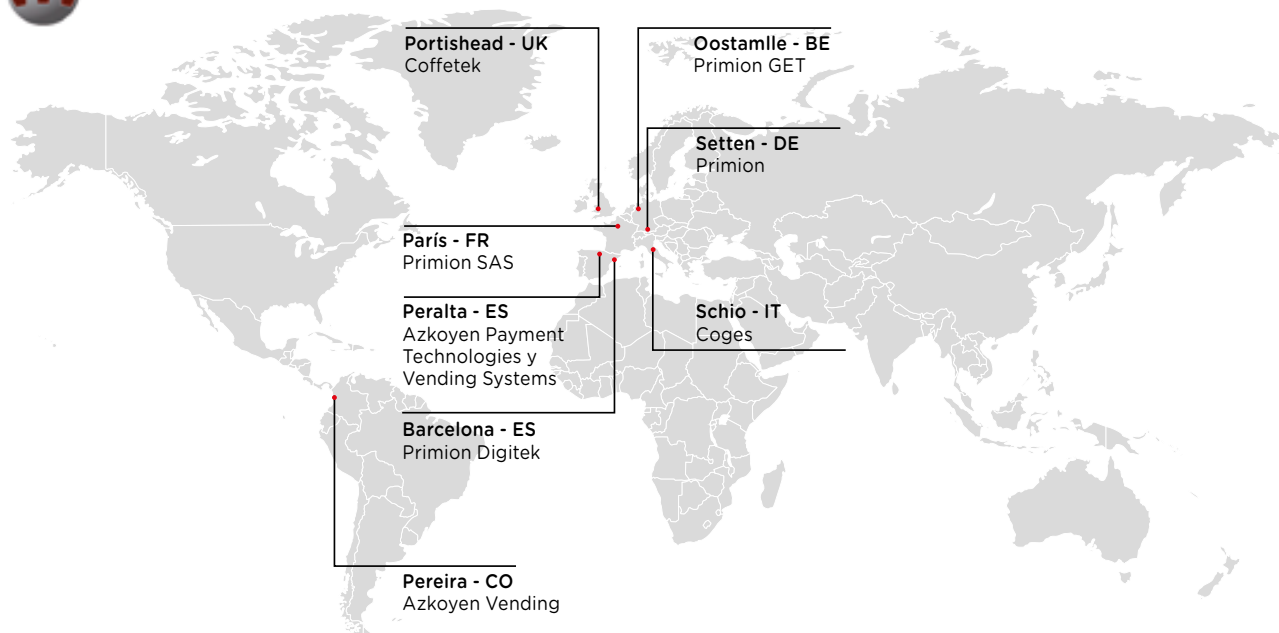 Portishead - UK
Coffetek
Oostamlle - BE
Primion GET
Setten - DE
Primion
París - FR
Primion SAS
Peralta - ES
Azkoyen Payment
Technologies y
Vending Systems
Schio - IT
Coges
Barcelona - ES
Primion Digitek
Pereira - CO
Azkoyen Vending